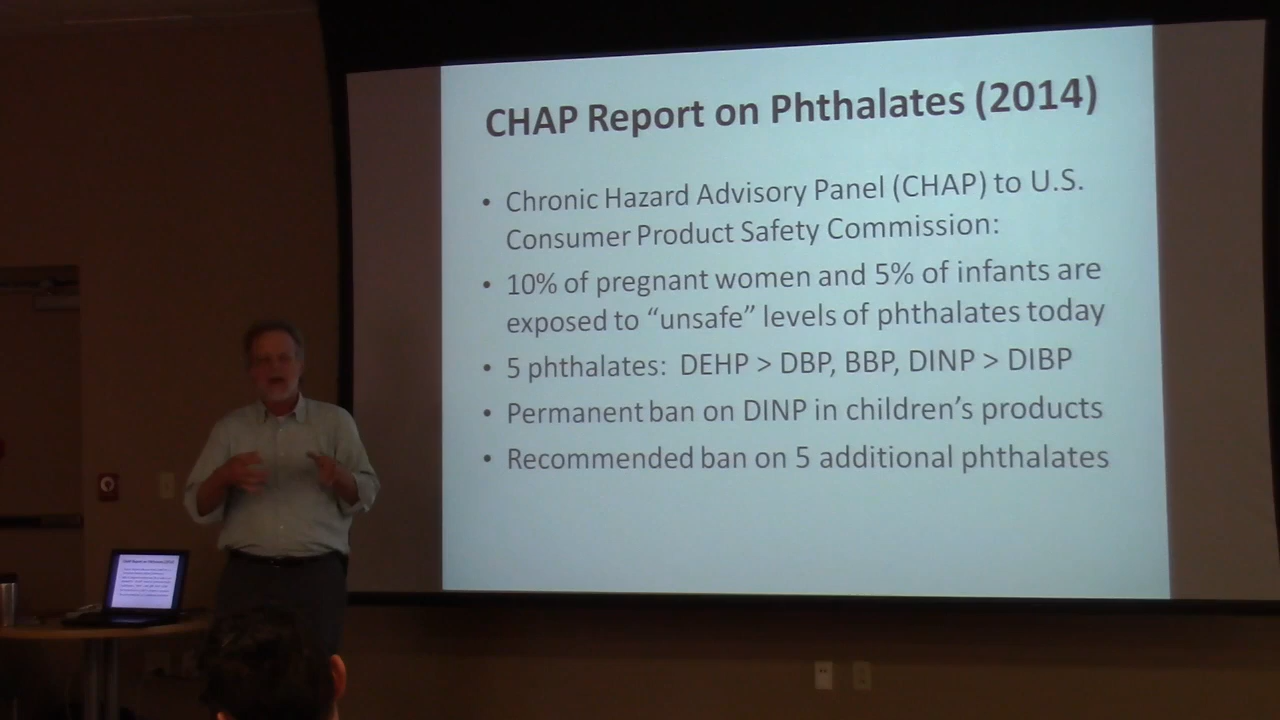 CHAP Report on Phthalates (2014)
• Chronic Hazard Advisory Panel (CHAP) to U.S.
Consumer Product Safety Commission:
• 10% of pregnant women and 5% of infants are
exposed to “unsafe” levels of phthalates today
• 5 phthalates: DEHP > DBP, BBP, DINP > DIBP
• Permanent ban on DINP in children’s products
• Recommended ban on 5 additional phthalates